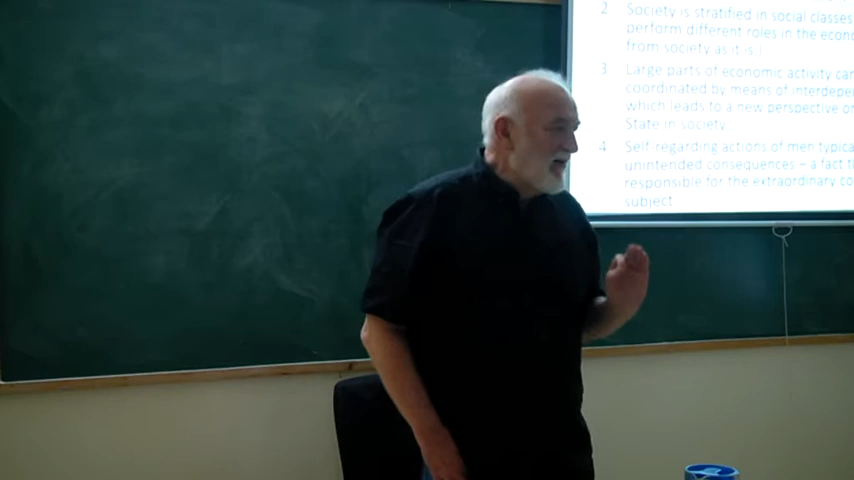 2 Society is stratified in social classes
perform different roles in the econo
from society as it is.)
3 Large parts of economic activity can
coordinated by means of interdepe
which leads to a new perspective on
State in society
4 Self-regarding actions of men typica
unintended consequences – a fact t
responsible for the extraordinary co
subject